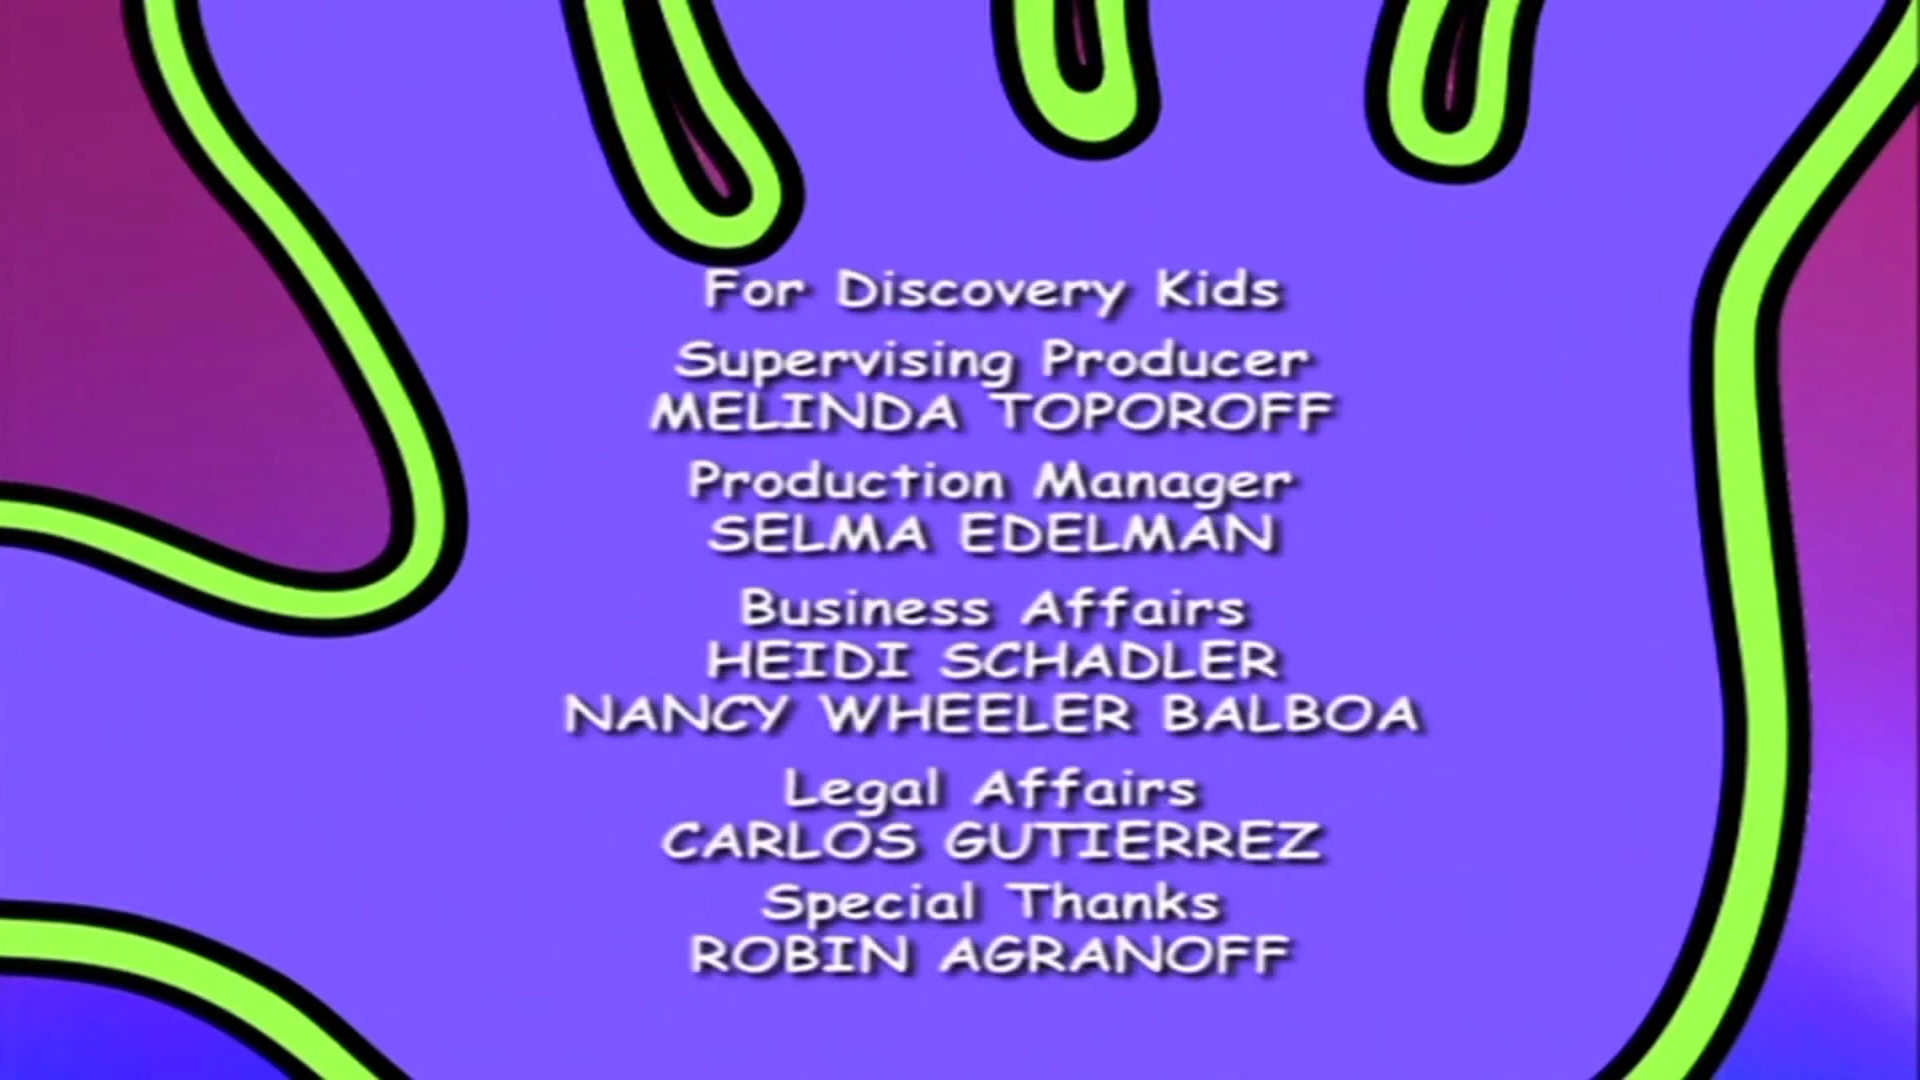 For Discovery Kids
Supervising Producer
MELINDA TOPOROFF
Production Manager
SELMA EDELMAN
Business Affairs
HEIDI SCHADLER
NANCY WHEELER BALBOA
Legal Affairs
CARLOS GUTIERREZ
Special Thanks
ROBIN AGRANOFF